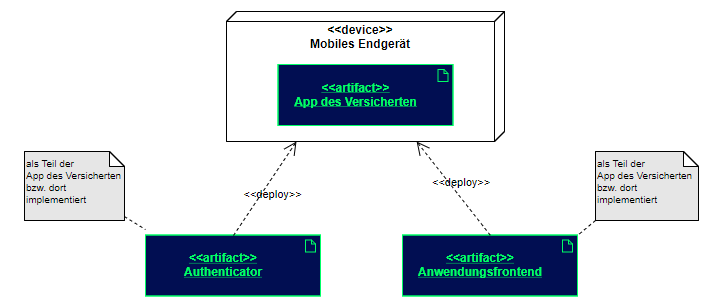 <<device>>
Mobiles Endgerät
<<artifact>>
App des Versicherten
als Teil der
App des Versicherten
bzw. dort
implementiert
<<deploy>>
<<deploy>>
als Teil der
App des Versicherten
bzw. dort
implementiert
<<artifact>>
Authenticator
<<artifact>>
Anwendungsfrontend